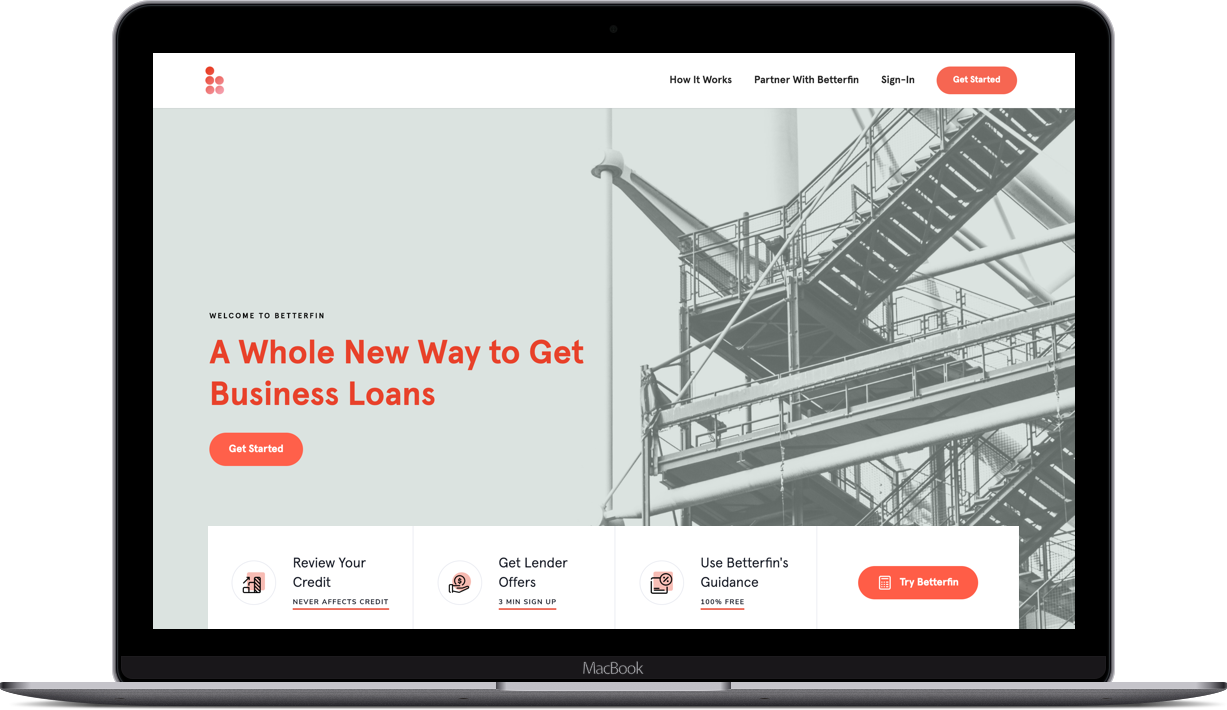 How It Works Partner With Betterfin Sign-In Get Started
WELCOME TO BETTERFIN
A Whole New Way to Get
Business Loans
Get Started
Review Your
Credit
NEVER AFFECTS CREDIT
Get Lender
Offers
3 MIN SIGN UP
Use Betterfin's
Guidance
100% FREE
Try Betterfin
MacBook